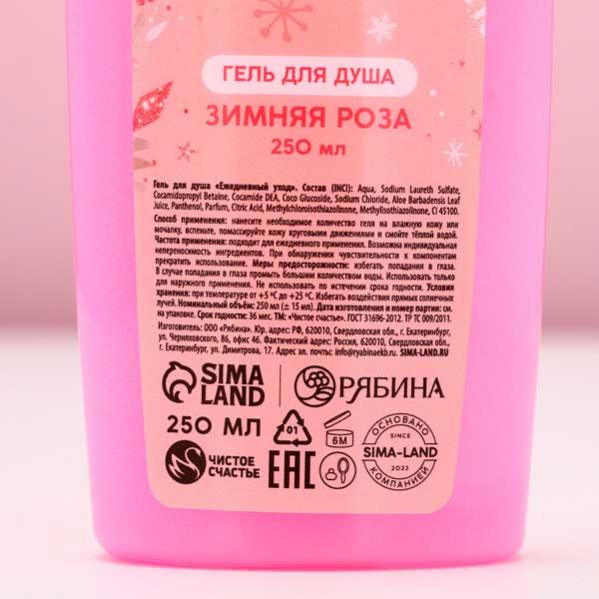 ГЕЛЬ ДЛЯ ДУША
ЗИМНЯЯ РОЗА
250 мл
Гель для душа «Ежедневный уход». Состав (INCI): Aqua, Sodium Laureth Sulfate,
Cocamidopropyl Betaine, Cocamide DEA, Coco Glucoside, Sodium Chloride, Aloe Barbadensis Leaf
Juice, Panthenol, Parfum, Citric Acid, Methylchloroisothiazolinone, Methylisothiazolinone, CI 45100.
Способ применения: нанесите необходимое количество геля на влажную кожу или
мочалку, вспеньте, помассируйте кожу круговыми движениями и смойте тёплой водой.
Частота применения: подходит для ежедневного применения. Возможна индивидуальная
непереносимость ингредиентов. При обнаружении чувствительности к компонентам
прекратить использование. Меры предосторожности: избегать попадания в глаза.
В случае попадания в глаза промыть большим количеством воды. Использовать только
для наружного применения. Не использовать по истечении срока годности. Условия
хранения: при температуре от +5 °C до +25 °C. Избегать воздействия прямых солнечных
лучей. Номинальный объём: 250 мл (± 15 мл). Дата изготовления и номер партии: см.
на упаковке. Срок годности: 36 мес. ТМ: «Чистое счастье». ГОСТ 31696-2012. ТР ТС 009/2011.
Изготовитель: ООО «Рябина». Юр. адрес: РФ, 620010, Свердловская обл., г. Екатеринбург,
ул. Черняховского, 86, офис 46. Фактический адрес: Россия, 620010, Свердловская обл.,
г. Екатеринбург, ул. Димитрова, 17. Адрес эл. почты: info@ryabinaekb.ru. SIMA-LAND.RU
SIMA LAND
РЯБИНА
250 МЛ
01
6M
ЧИСТОЕ СЧАСТЬЕ
EAC
ОСНОВАНО
SINCE
SIMA-LAND
2023
КОМПАНИЕЙ